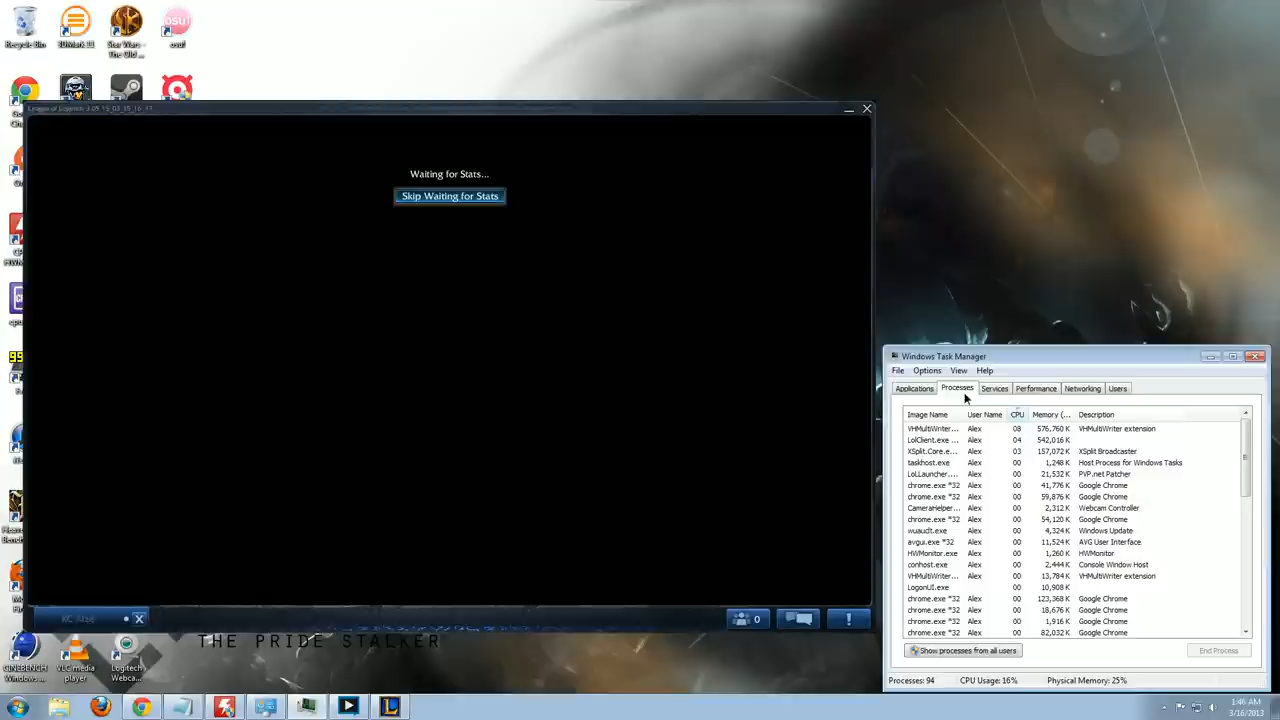 Recycle Bin
3DMark 11
Star Wars - The Old ...
osu!
League of Legends
Waiting for Stats...
Skip Waiting for Stats
0
THE PRIDE STALKER
CINEBENCH Windows ...
VLC media player
Logitech Webca...
Windows Task Manager
File Options View Help
Applications Processes Services Performance Networking Users
Image Name User Name CPU Memory (... Description
VHMultiWriter... Alex 08 576,760 K VHMultiWriter extension
LolClient.exe ... Alex 04 542,016 K
XSplit.Core.e... Alex 03 157,072 K XSplit Broadcaster
taskhost.exe Alex 00 1,248 K Host Process for Windows Tasks
LoLLauncher.... Alex 00 21,532 K PVP.net Patcher
chrome.exe *32 Alex 00 41,776 K Google Chrome
chrome.exe *32 Alex 00 59,876 K Google Chrome
CameraHelper... Alex 00 2,312 K Webcam Controller
chrome.exe *32 Alex 00 54,120 K Google Chrome
wuauclt.exe Alex 00 4,324 K Windows Update
avgui.exe *32 Alex 00 11,524 K AVG User Interface
HWMonitor.exe Alex 00 1,260 K HWMonitor
conhost.exe Alex 00 2,444 K Console Window Host
VHMultiWriter... Alex 00 13,784 K VHMultiWriter extension
LogonUI.exe Alex 00 10,908 K
chrome.exe *32 Alex 00 123,368 K Google Chrome
chrome.exe *32 Alex 00 18,676 K Google Chrome
chrome.exe *32 Alex 00 1,916 K Google Chrome
chrome.exe *32 Alex 00 82,032 K Google Chrome
Show processes from all users
End Process
Processes: 94 CPU Usage: 16% Physical Memory: 25%
1:46 AM
3/16/2013